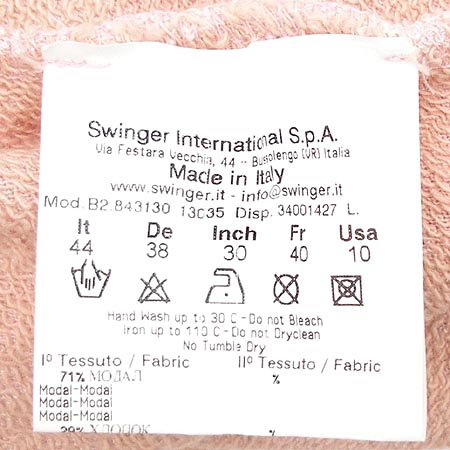 Swinger International S.p.A.
Via Festara Vecchia, 44 - Bussolengo (VR) Italia
Made in Italy
www.swinger.it - info@swinger.it
Mod. B2.843130 13035 Disp. 34001427 L.
It De Inch Fr Usa
44 38 30 40 10
Hand Wash up to 30 C-Do not Bleach
Iron up to 110 C-Do not Dryclean
No Tumble Dry
I° Tessuto / Fabric II° Tessuto / Fabric
71% МОДАЛ %
Modal-Modal
Modal-Modal
Modal-Modal
29% ХЛОПОК %